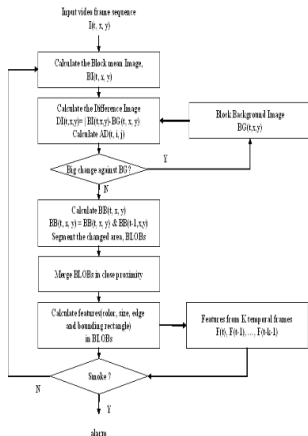 Input video frame sequence
I(t, x, y)
Calculate the Block mean Image,
BI(t, x, y)
Calculate the Difference Image
DI(t,x,y)= |BI(t,x,y)-BG(t, x, y)
Calculate AD(t, i, j)
Block Background Image
BG(t,x,y)
Big change against BG?
Y
N
Calculate BB(t, x, y)
BB(t, x, y) = BB(t, x, y) & BB(t-1,x,y)
Segment the changed area, BLOBs
Merge BLOBs in close proximity
Calculate features(color, size, edge
and bounding rectangle)
in BLOBs
Features from K temporal frames
F(t), F(t-1), ..., F(t-k-1)
Smoke ?
N
Y
alarm